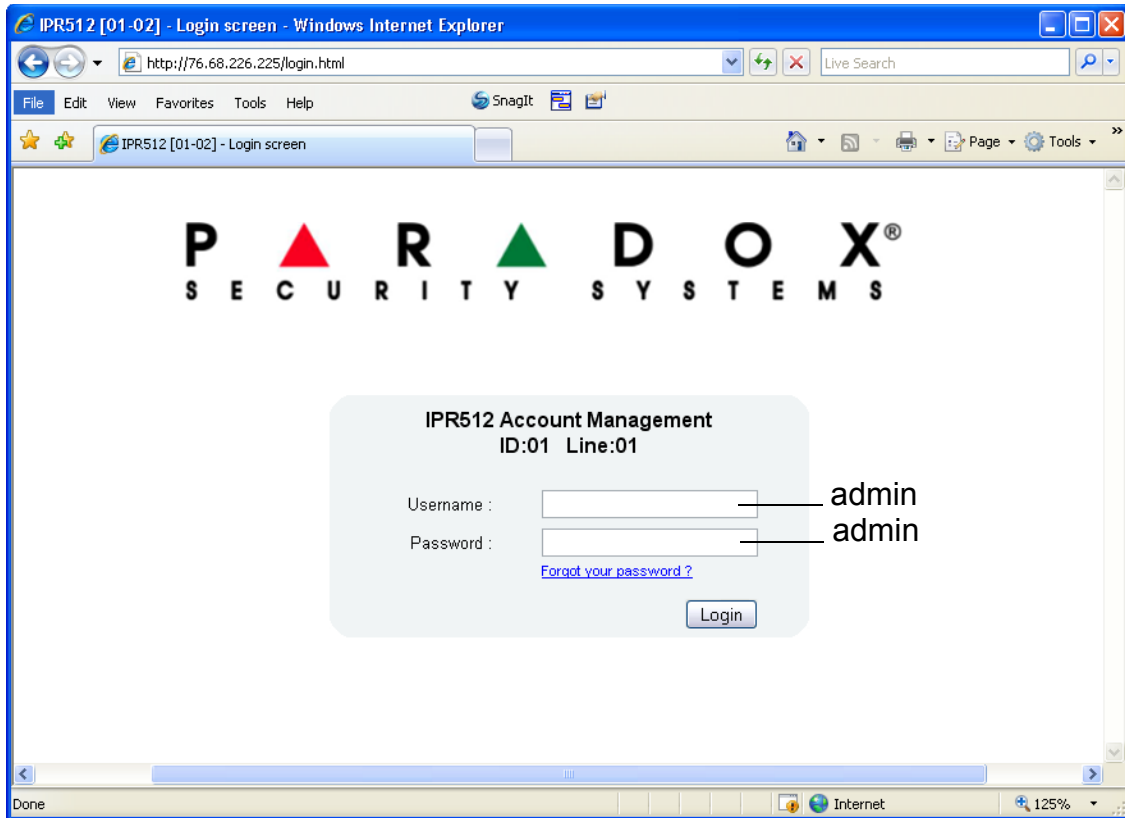 IPR512 [01-02] - Login screen - Windows Internet Explorer
http://76.68.226.225/login.html
Live Search
File Edit View Favorites Tools Help SnagIt
IPR512 [01-02] - Login screen
Page Tools »
PARADOX®
SECURITY SYSTEMS
IPR512 Account Management
ID:01 Line:01
Username : admin
Password : admin
Forgot your password ?
Login
Done Internet 125%